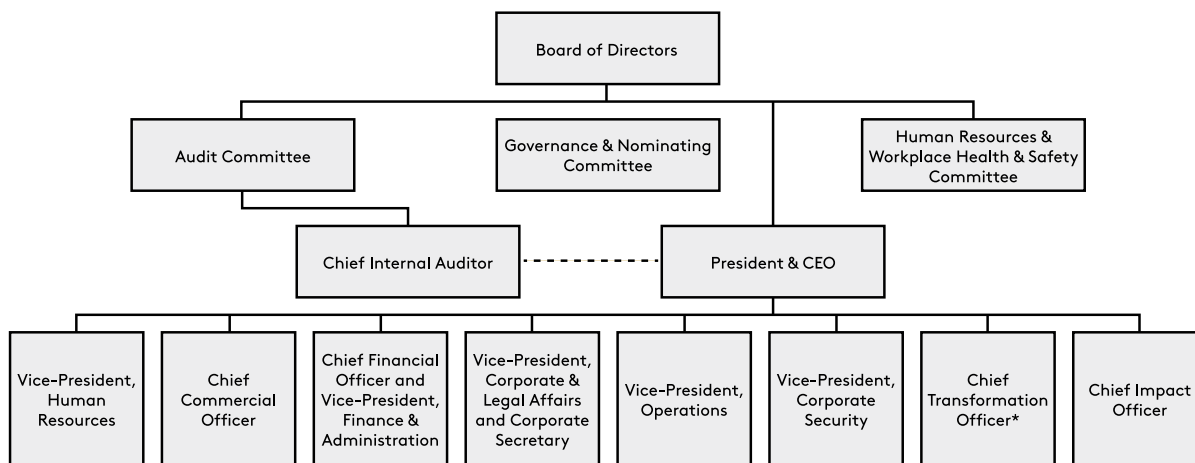 Board of Directors
Audit Committee
Governance & Nominating
Committee
Human Resources &
Workplace Health & Safety
Committee
Chief Internal Auditor
President & CEO
Vice-President,
Human
Resources
Chief
Commercial
Officer
Chief Financial
Officer and
Vice-President,
Finance &
Administration
Vice-President,
Corporate &
Legal Affairs
and Corporate
Secretary
Vice-President,
Operations
Vice-President,
Corporate
Security
Chief
Transformation
Officer*
Chief Impact
Officer